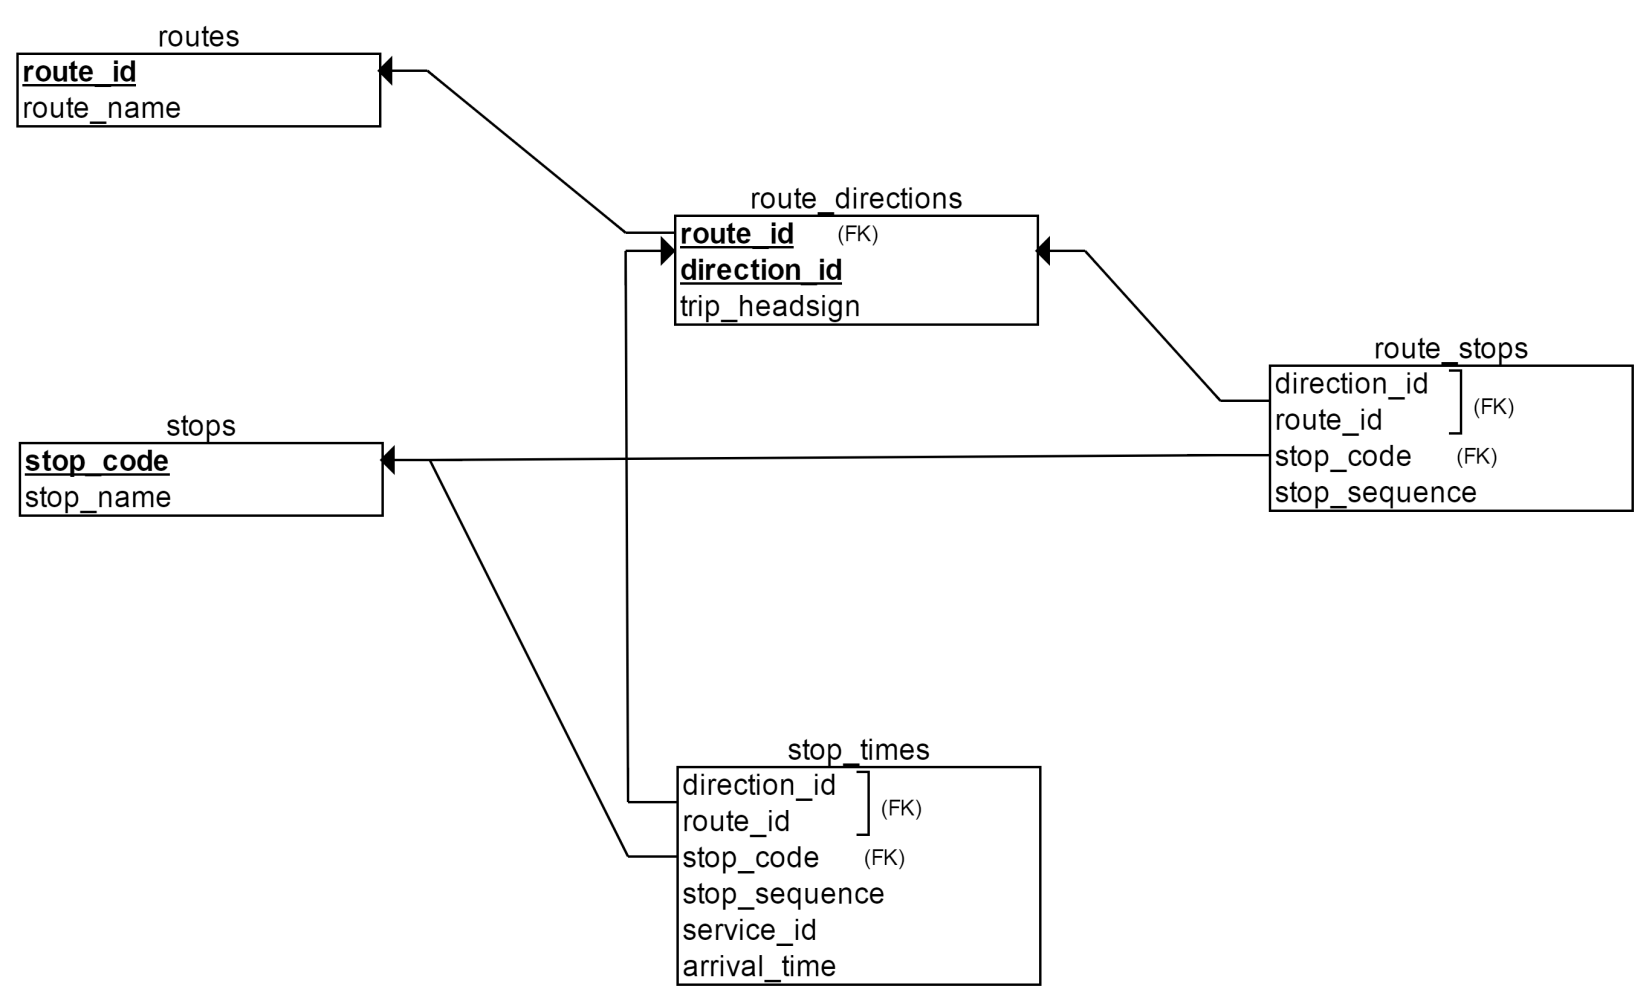 routes
route_id
route_name
route_directions
route_id (FK)
direction_id
trip_headsign
route_stops
direction_id
(FK)
route_id
stop_code (FK)
stop_sequence
stops
stop_code
stop_name
stop_times
direction_id
(FK)
route_id
stop_code (FK)
stop_sequence
service_id
arrival_time